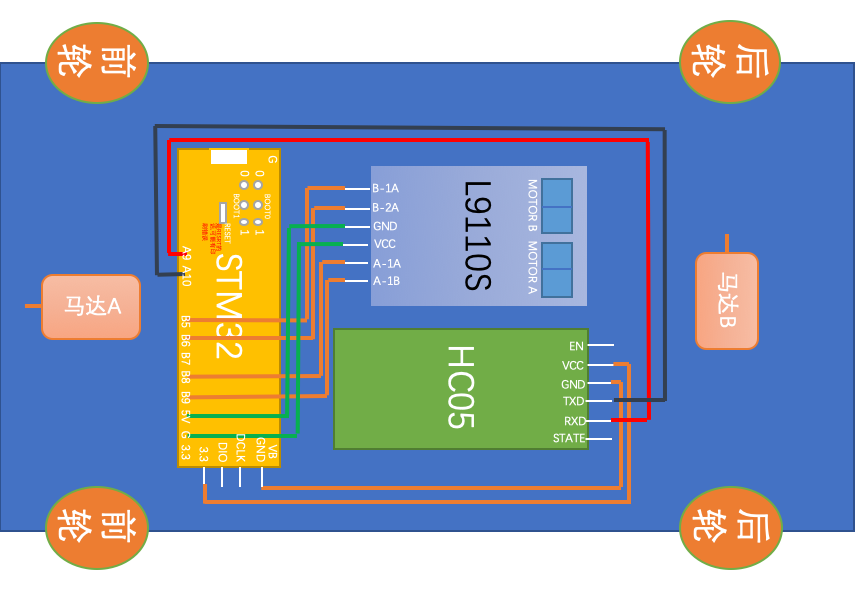 前轮
后轮
G
0 0
BOOT1 BOOT0
1 1
RESET
STM32
A9
A10
B5
B6
B7
B8
B9
5V
G
3.3
3.3
DIO
DCLK
GND
VB
B-1A
B-2A
GND
VCC
A-1A
A-1B
L9110S
MOTOR B
MOTOR A
马达A
马达B
HC05
EN
VCC
GND
TXD
RXD
STATE
前轮
后轮